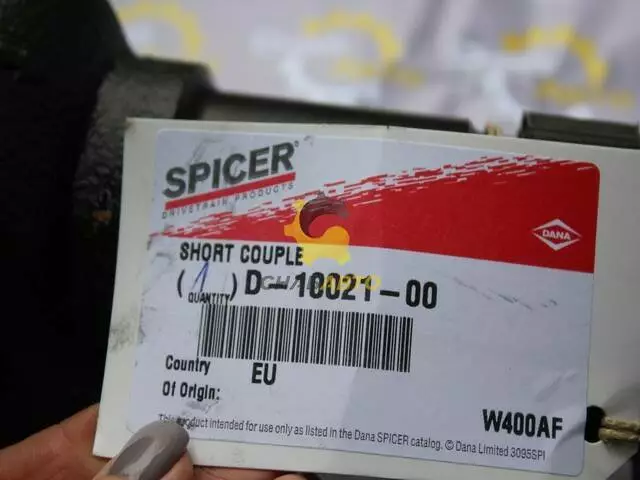 SPICER®
DRIVETRAIN PRODUCTS
DANA
SHORT COUPLE
( 1 ) D-10021-00
QUANTITY
Country EU
Of Origin:
W400AF
This product intended for use only as listed in the Dana SPICER catalog. © Dana Limited 3095SPI